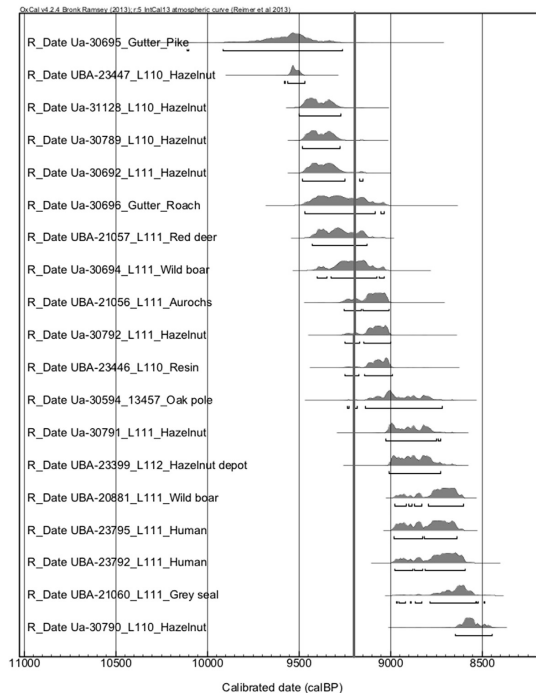 OxCal v4.2.4 Bronk Ramsey (2013); r:5 IntCal13 atmospheric curve (Reimer et al 2013)
R_Date Ua-30695_Gutter_Pike
R_Date UBA-23447_L110_Hazelnut
R_Date Ua-31128_L110_Hazelnut
R_Date Ua-30789_L110_Hazelnut
R_Date Ua-30692_L111_Hazelnut
R_Date Ua-30696_Gutter_Roach
R_Date UBA-21057_L111_Red deer
R_Date Ua-30694_L111_Wild boar
R_Date UBA-21056_L111_Aurochs
R_Date Ua-30792_L111_Hazelnut
R_Date UBA-23446_L110_Resin
R_Date Ua-30594_13457_Oak pole
R_Date Ua-30791_L111_Hazelnut
R_Date UBA-23399_L112_Hazelnut depot
R_Date UBA-20881_L111_Wild boar
R_Date UBA-23795_L111_Human
R_Date UBA-23792_L111_Human
R_Date UBA-21060_L111_Grey seal
R_Date Ua-30790_L110_Hazelnut
11000 10500 10000 9500 9000 8500
Calibrated date (calBP)